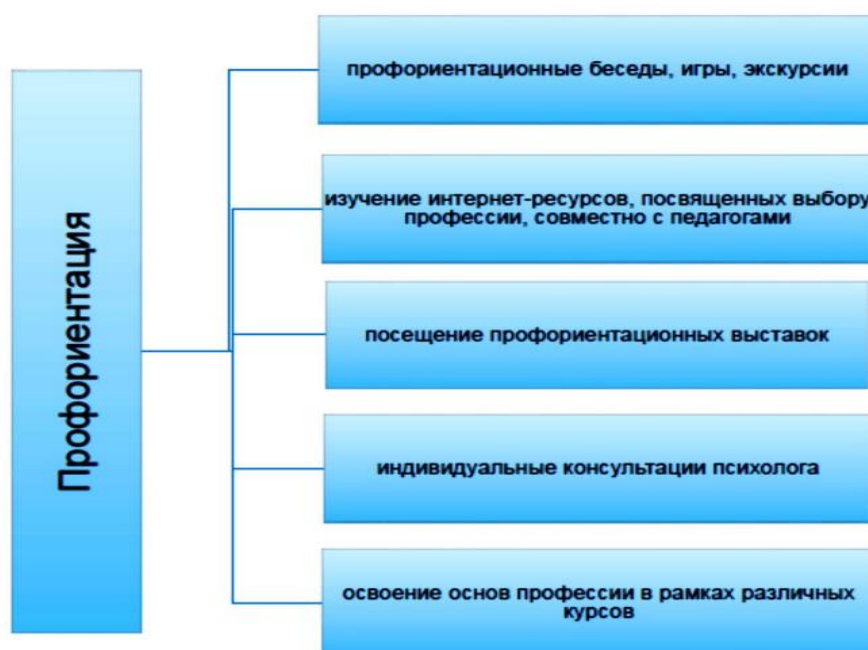 Профориентация
профориентационные беседы, игры, экскурсии
изучение интернет-ресурсов, посвященных выбору
профессии, совместно с педагогами
посещение профориентационных выставок
индивидуальные консультации психолога
освоение основ профессии в рамках различных
курсов